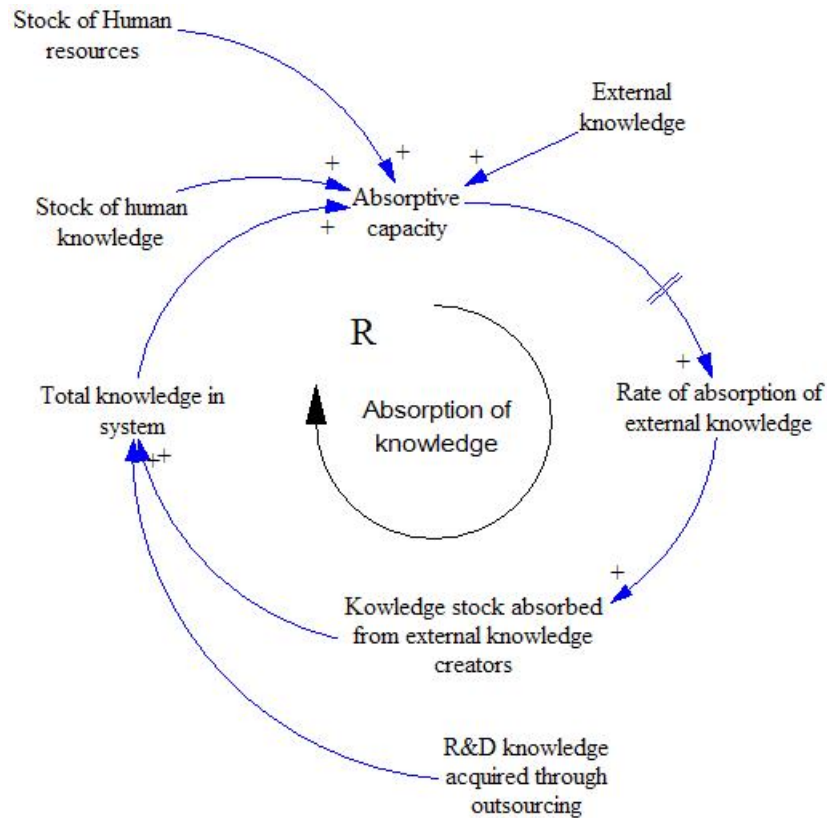 Stock of Human
resources
External
knowledge
+
+
+
Stock of human
knowledge
Absorptive
capacity
+
R
+
Total knowledge in
system
Absorption of
knowledge
Rate of absorption of
external knowledge
++
+
Kowledge stock absorbed
from external knowledge
creators
R&D knowledge
acquired through
outsourcing